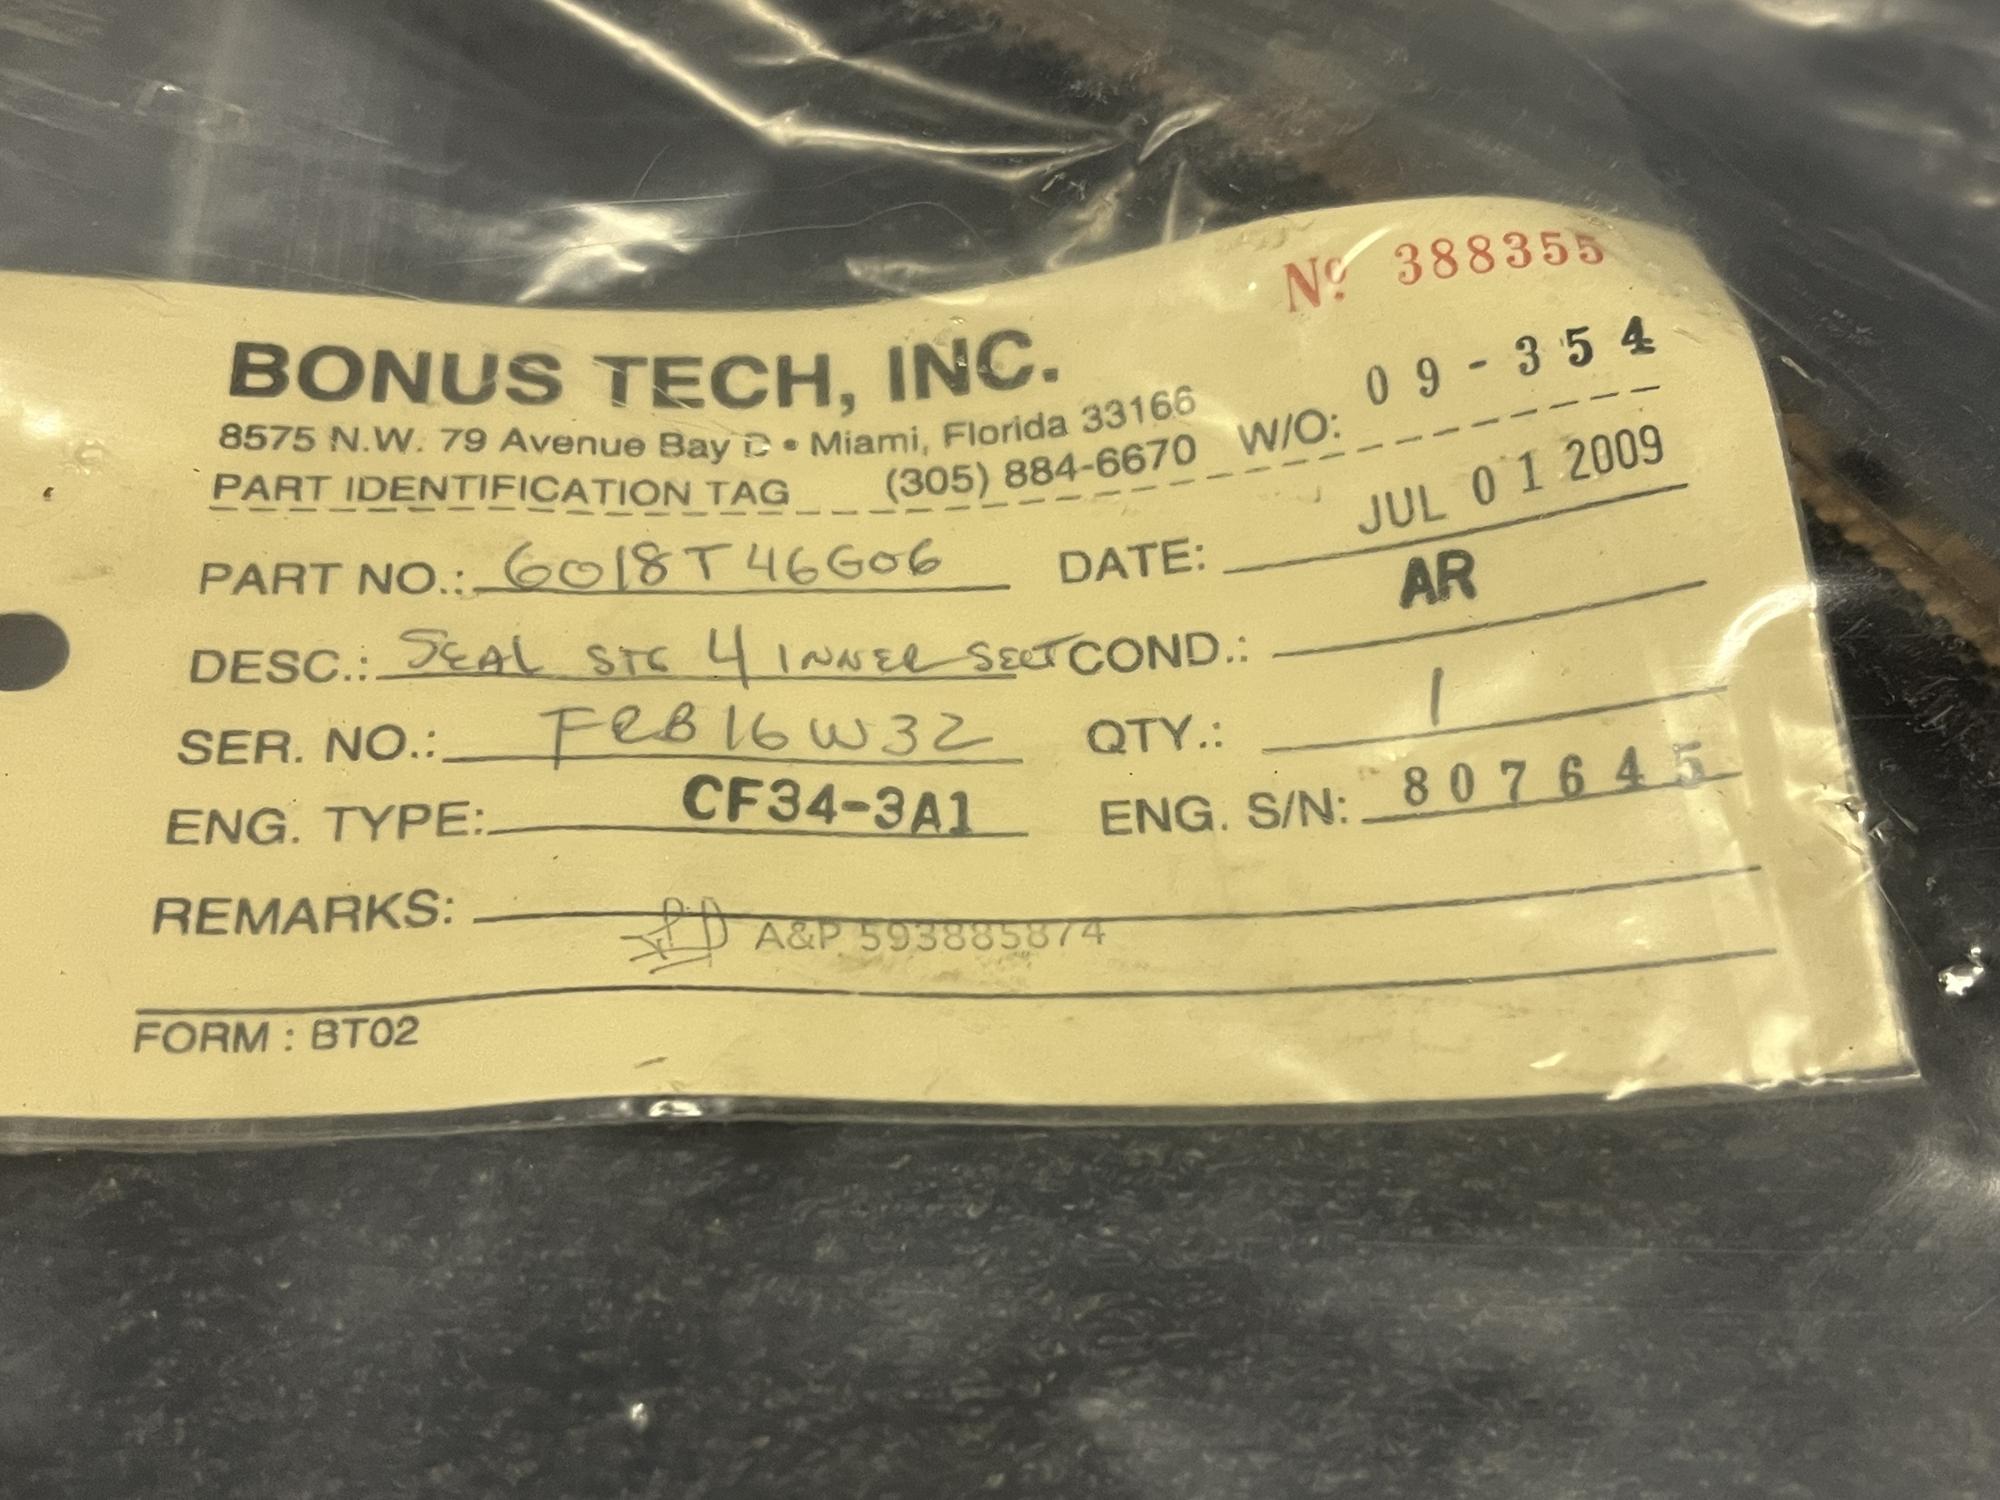 Nº 388355
BONUS TECH, INC.
8575 N.W. 79 Avenue Bay D • Miami, Florida 33166
PART IDENTIFICATION TAG (305) 884-6670 W/O: 09-354
PART NO.: 6018T46G06 DATE: JUL 01 2009
DESC.: SEAL STG 4 INNER SECT COND.: AR
SER. NO.: FRB16W32 QTY.: 1
ENG. TYPE: CF34-3A1 ENG. S/N: 807645
REMARKS:
A&P 593885874
FORM : BT02